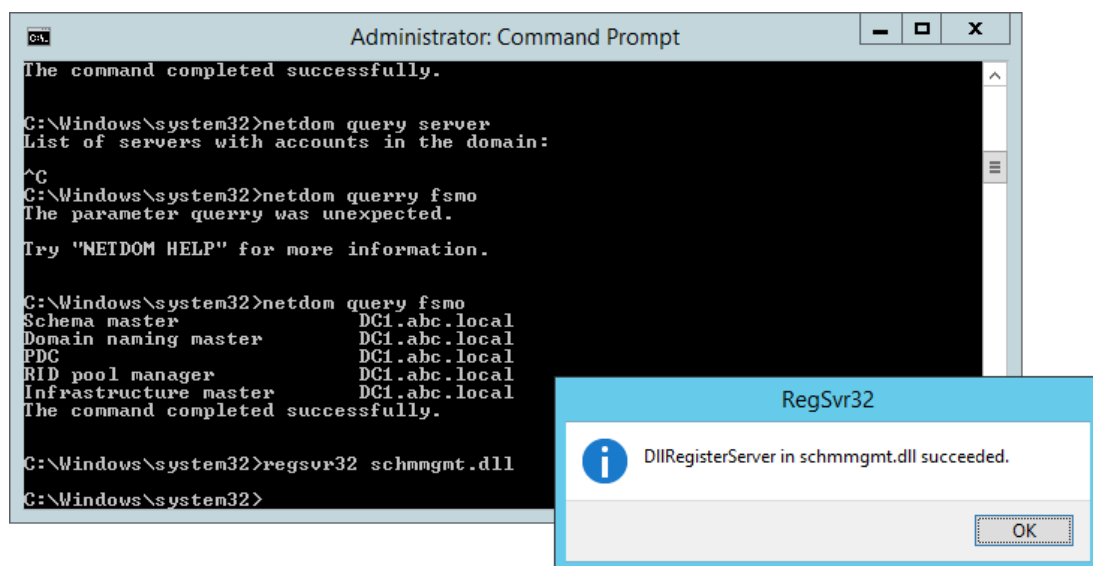 Administrator: Command Prompt
The command completed successfully.
C:\Windows\system32>netdom query server
List of servers with accounts in the domain:
^C
C:\Windows\system32>netdom querry fsmo
The parameter querry was unexpected.
Try "NETDOM HELP" for more information.
C:\Windows\system32>netdom query fsmo
Schema master DC1.abc.local
Domain naming master DC1.abc.local
PDC DC1.abc.local
RID pool manager DC1.abc.local
Infrastructure master DC1.abc.local
The command completed successfully.
C:\Windows\system32>regsvr32 schmmgmt.dll
C:\Windows\system32>
RegSvr32
DllRegisterServer in schmmgmt.dll succeeded.
OK